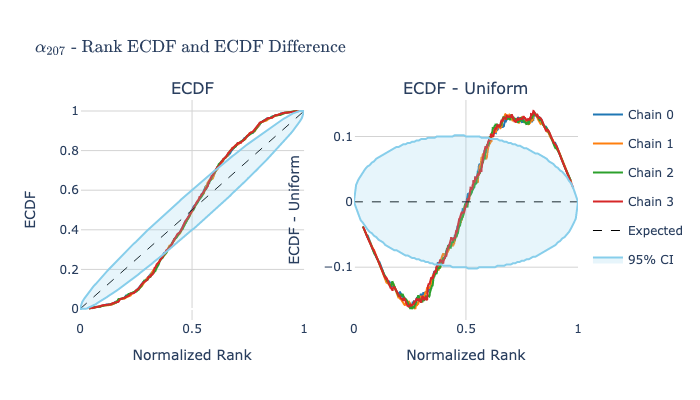 α₂₀₇ - Rank ECDF and ECDF Difference
ECDF
ECDF
1
0.8
0.6
0.4
0.2
0
0
0.5
1
Normalized Rank
ECDF - Uniform
ECDF - Uniform
0.1
0
−0.1
0
0.5
1
Normalized Rank
Chain 0
Chain 1
Chain 2
Chain 3
Expected
95% CI